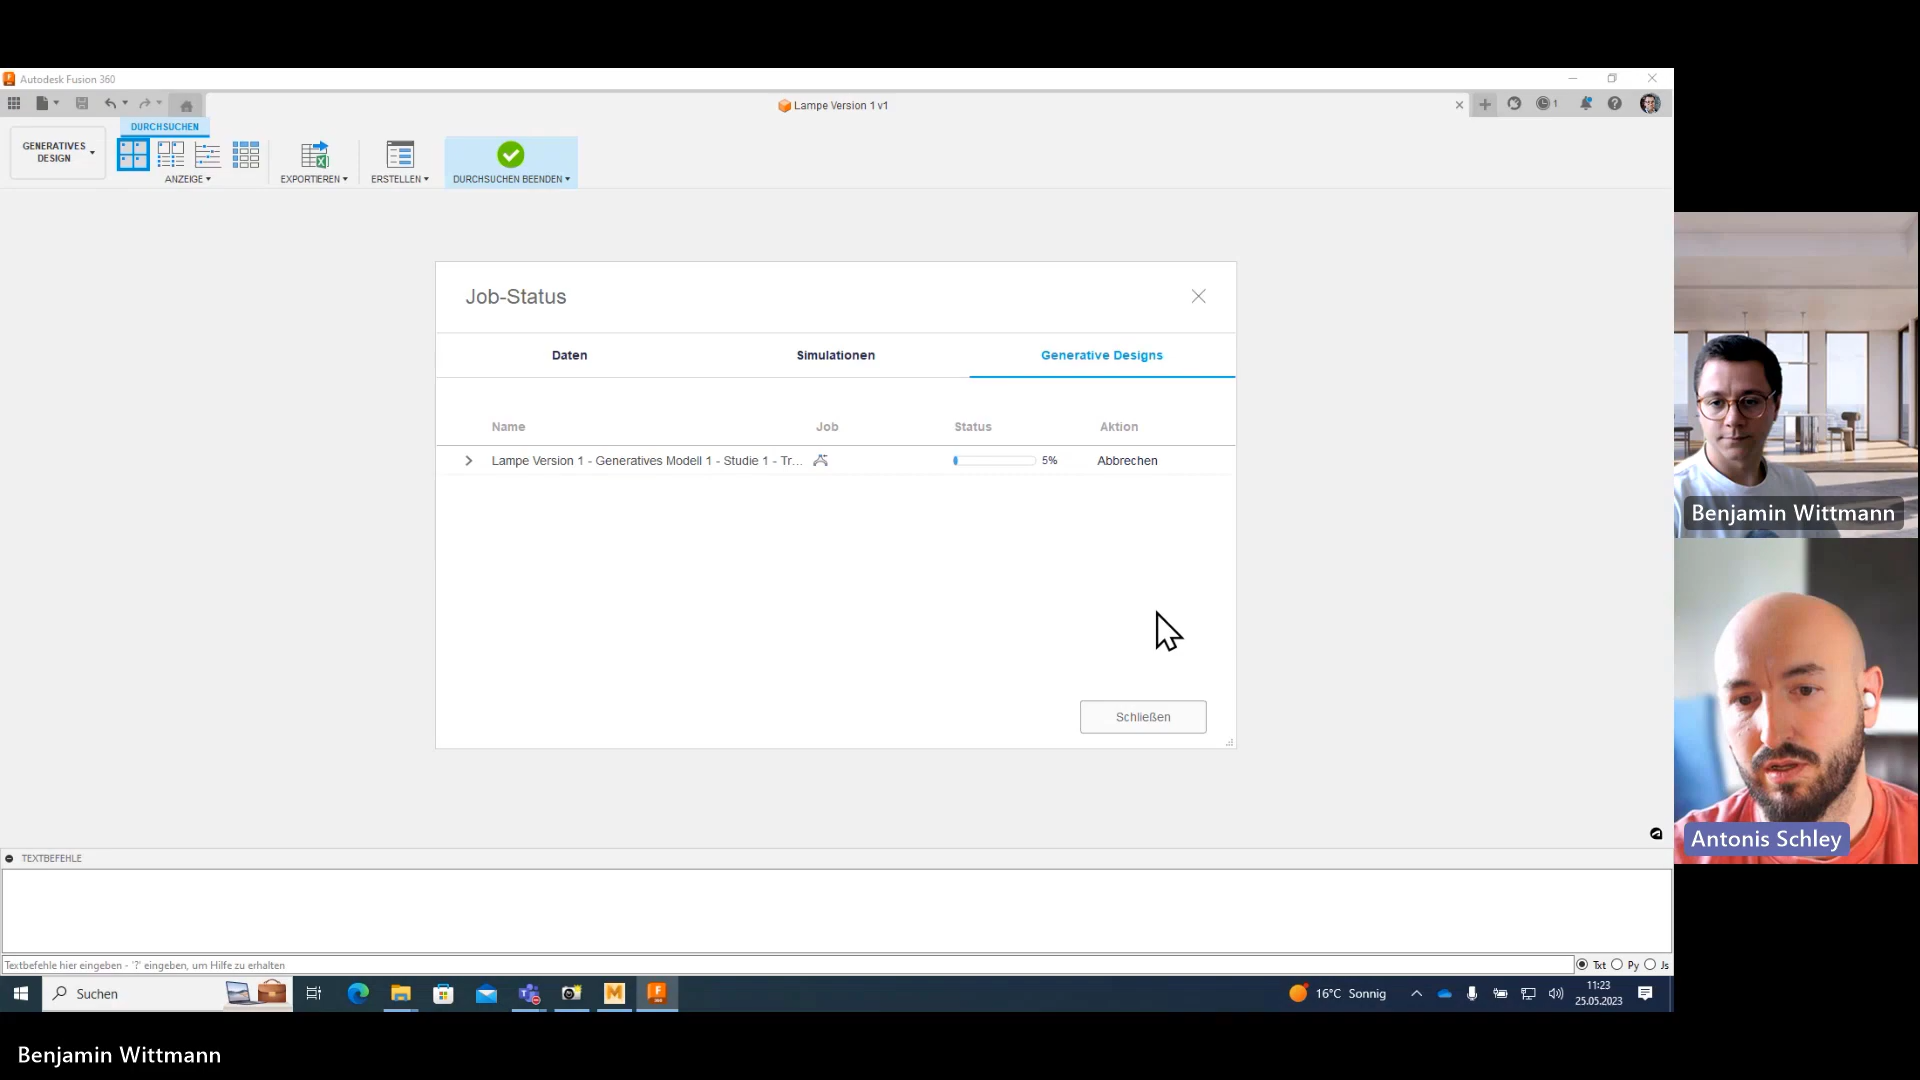 Autodesk Fusion 360
Lampe Version 1 v1
1
DURCHSUCHEN
GENERATIVES
DESIGN
ANZEIGE
EXPORTIEREN
ERSTELLEN
DURCHSUCHEN BEENDEN
Job-Status
Daten
Simulationen
Generative Designs
Name
Job
Status
Aktion
Lampe Version 1 - Generatives Modell 1 - Studie 1 - Tr...
5%
Abbrechen
Schließen
Benjamin Wittmann
Antonis Schley
TEXTBEFEHLE
Textbefehle hier eingeben - '?' eingeben, um Hilfe zu erhalten
Txt
Py
Js
Suchen
16°C Sonnig
11:23
25.05.2023
Benjamin Wittmann